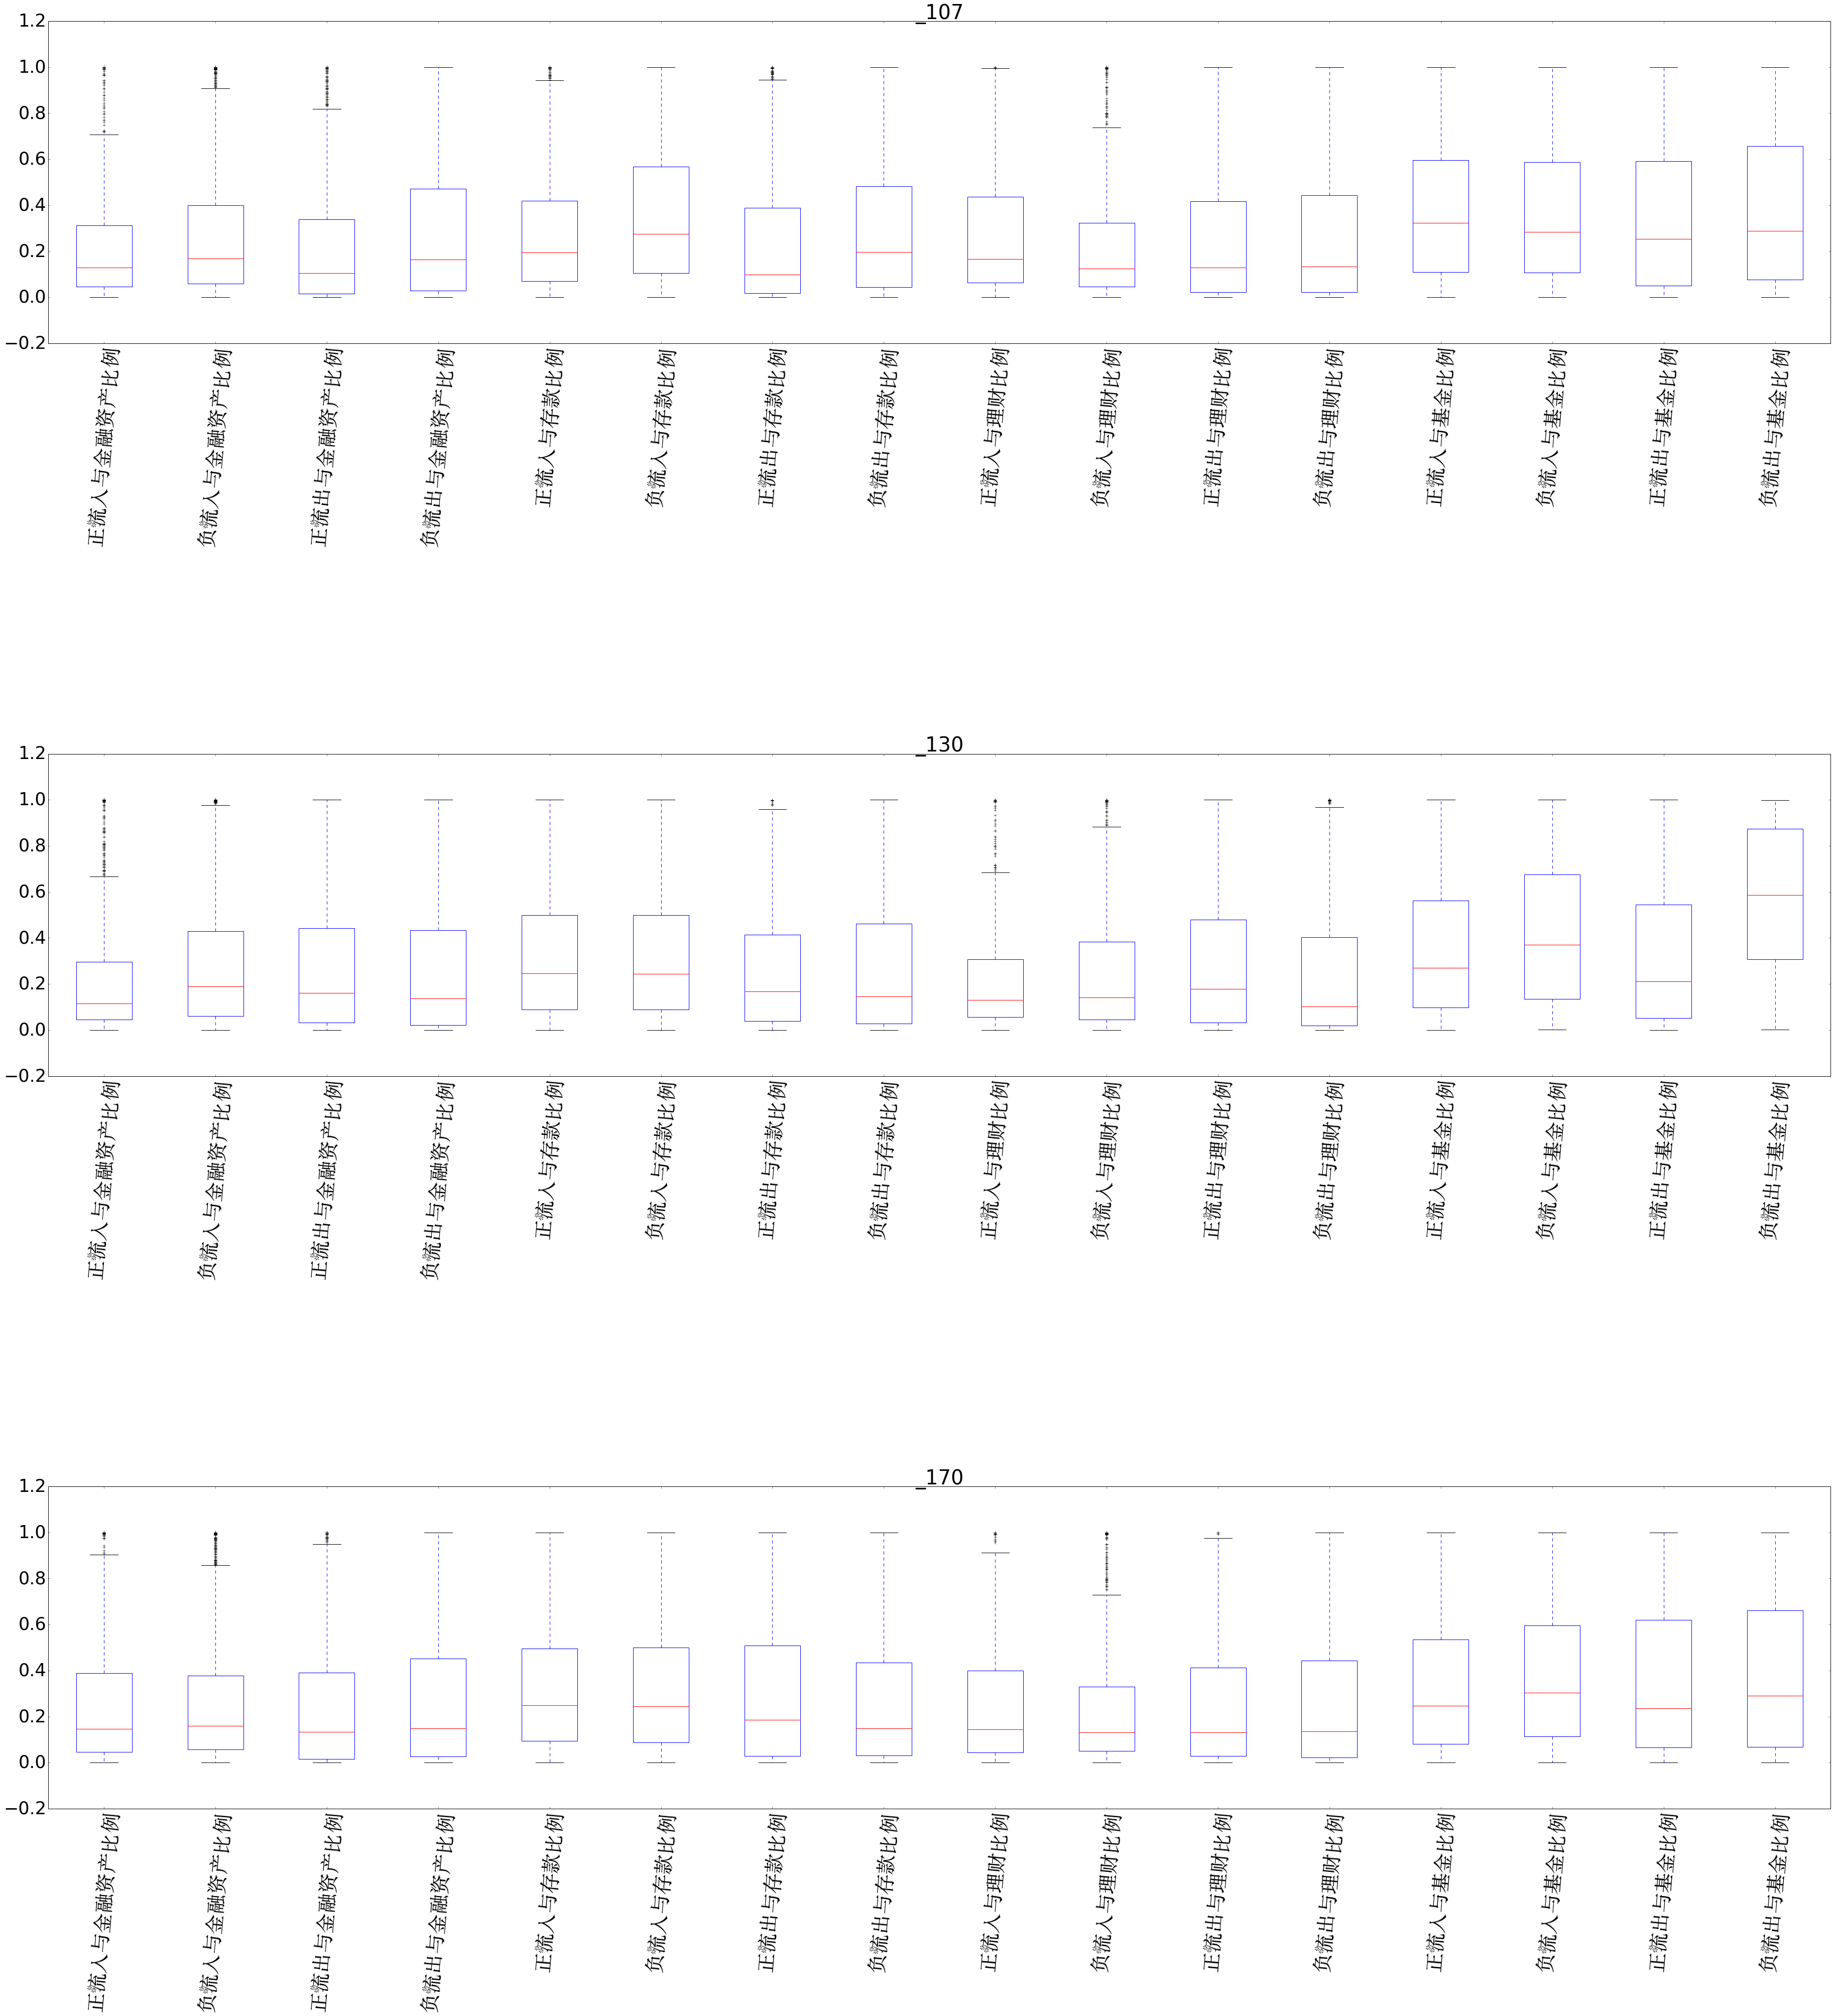 _107
1.2
1.0
0.8
0.6
0.4
0.2
0.0
−0.2
正流入与金融资产比例
负流入与金融资产比例
正流出与金融资产比例
负流出与金融资产比例
正流入与存款比例
负流入与存款比例
正流出与存款比例
负流出与存款比例
正流入与理财比例
负流入与理财比例
正流出与理财比例
负流出与理财比例
正流入与基金比例
负流入与基金比例
正流出与基金比例
负流出与基金比例
_130
1.2
1.0
0.8
0.6
0.4
0.2
0.0
−0.2
正流入与金融资产比例
负流入与金融资产比例
正流出与金融资产比例
负流出与金融资产比例
正流入与存款比例
负流入与存款比例
正流出与存款比例
负流出与存款比例
正流入与理财比例
负流入与理财比例
正流出与理财比例
负流出与理财比例
正流入与基金比例
负流入与基金比例
正流出与基金比例
负流出与基金比例
_170
1.2
1.0
0.8
0.6
0.4
0.2
0.0
−0.2
正流入与金融资产比例
负流入与金融资产比例
正流出与金融资产比例
负流出与金融资产比例
正流入与存款比例
负流入与存款比例
正流出与存款比例
负流出与存款比例
正流入与理财比例
负流入与理财比例
正流出与理财比例
负流出与理财比例
正流入与基金比例
负流入与基金比例
正流出与基金比例
负流出与基金比例